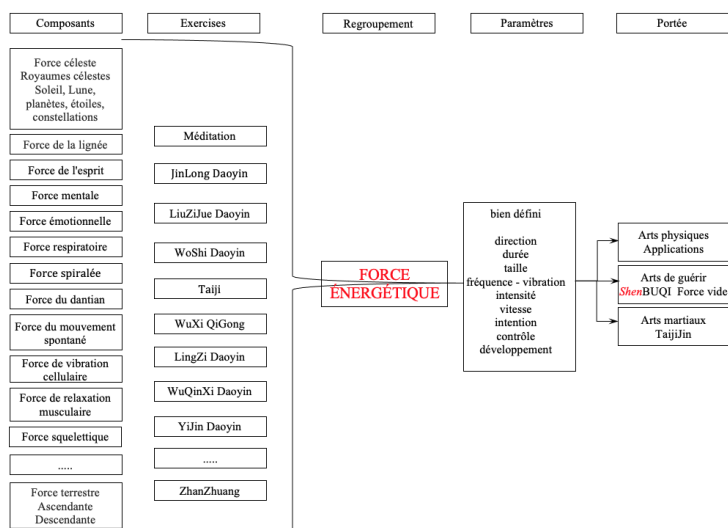 Composants
Exercises
Regroupement
Paramètres
Portée
Force céleste
Royaumes célestes
Soleil, Lune,
planètes, étoiles,
constellations
Force de la lignée
Force de l'esprit
Force mentale
Force émotionnelle
Force respiratoire
Force spiralée
Force du dantian
Force du mouvement
spontané
Force de vibration
cellulaire
Force de relaxation
musculaire
Force squelettique
.....
Force terrestre
Ascendante
Descendante
Méditation
JinLong Daoyin
LiuZiJue Daoyin
WoShi Daoyin
Taiji
WuXi QiGong
LingZi Daoyin
WuQinXi Daoyin
YiJin Daoyin
.....
ZhanZhuang
FORCE
ÉNERGÉTIQUE
bien défini
direction
durée
taille
fréquence - vibration
intensité
vitesse
intention
contrôle
développement
Arts physiques
Applications
Arts de guérir
ShenBUQI Force vide
Arts martiaux
TaijiJin